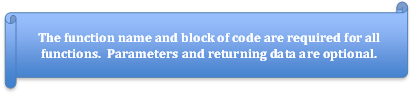 The function name and block of code are required for all
functions.  Parameters and returning data are optional.